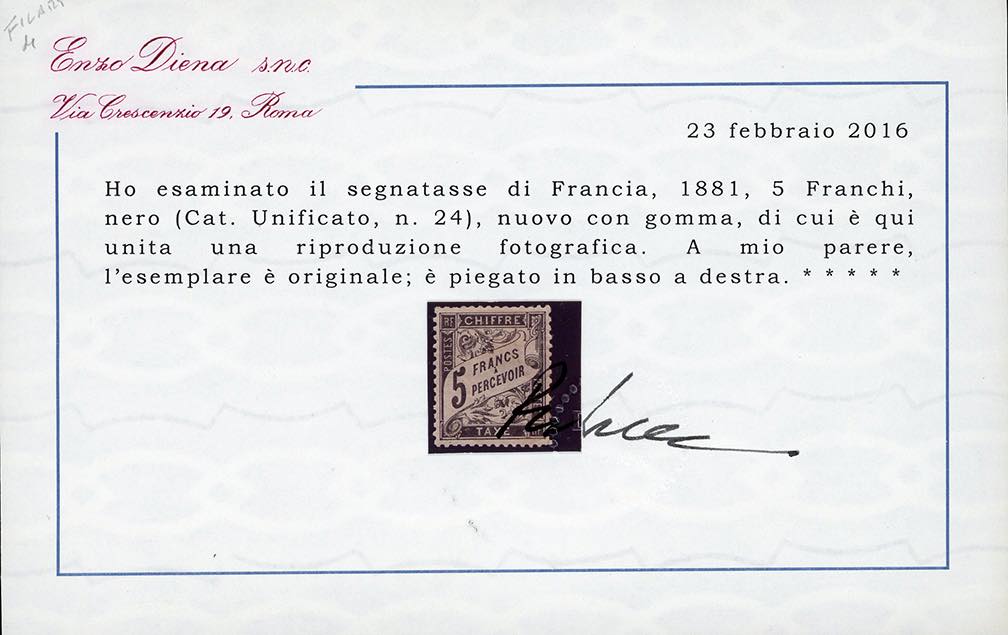 Enzo Diena s.n.c.
Via Crescenzio 19, Roma
23 febbraio 2016
Ho esaminato il segnatasse di Francia, 1881, 5 Franchi,
nero (Cat. Unificato, n. 24), nuovo con gomma, di cui è qui
unita una riproduzione fotografica. A mio parere,
l'esemplare è originale; è piegato in basso a destra. * * * * *
RF CHIFFRE
POSTES
5 FRANCS
A
PERCEVOIR
TAXE